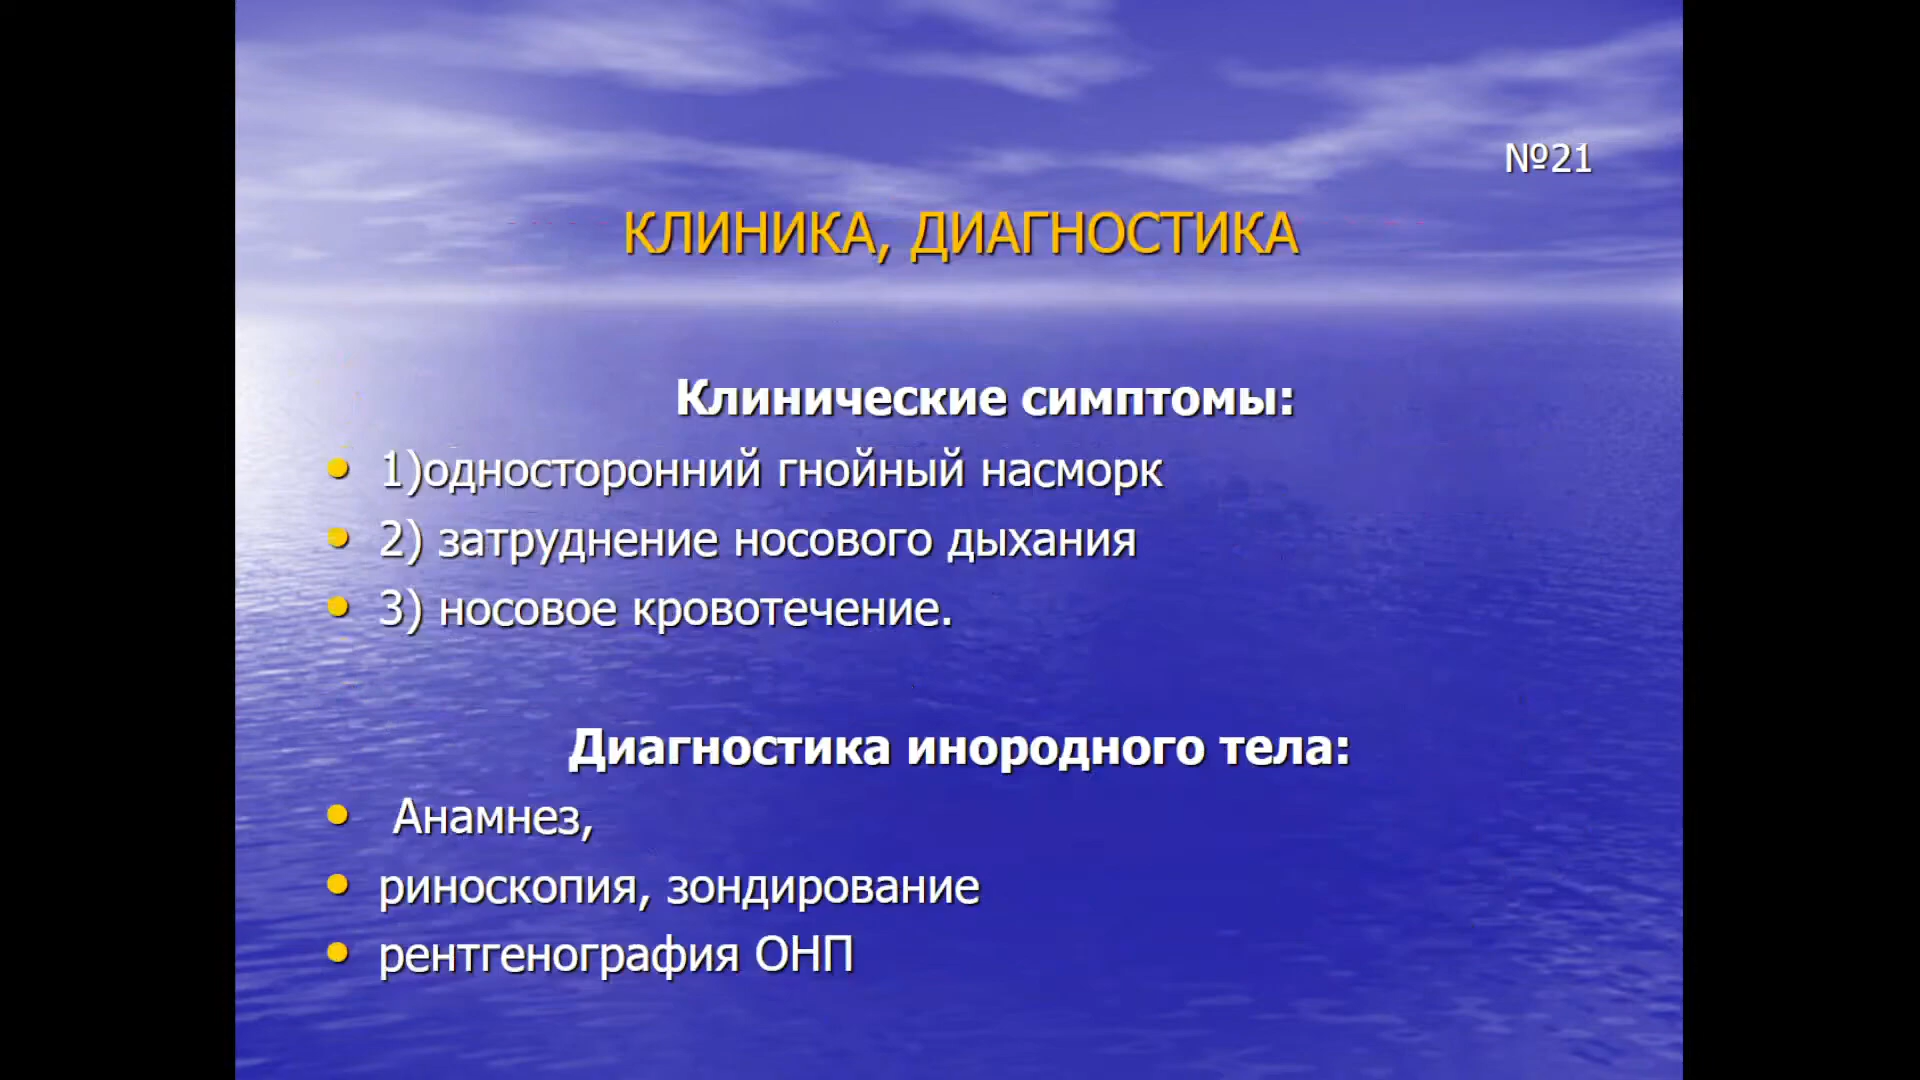 №21
КЛИНИКА, ДИАГНОСТИКА
Клинические симптомы:
1)односторонний гнойный насморк
2) затруднение носового дыхания
3) носовое кровотечение.
Диагностика инородного тела:
Анамнез,
риноскопия, зондирование
рентгенография ОНП